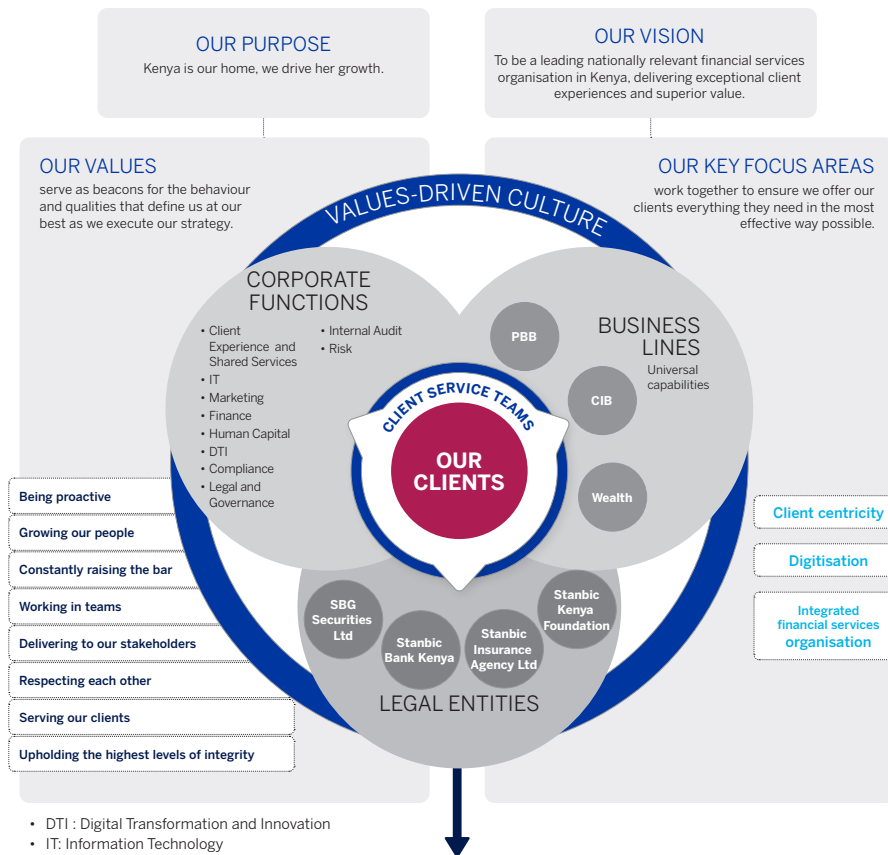 OUR PURPOSE
Kenya is our home, we drive her growth.
OUR VISION
To be a leading nationally relevant financial services
organisation in Kenya, delivering exceptional client
experiences and superior value.
OUR VALUES
serve as beacons for the behaviour
and qualities that define us at our
best as we execute our strategy.
OUR KEY FOCUS AREAS
work together to ensure we offer our
clients everything they need in the most
effective way possible.
VALUES-DRIVEN CULTURE
CORPORATE
FUNCTIONS
• Client
Experience and
Shared Services
• IT
• Marketing
• Finance
• Human Capital
• DTI
• Compliance
• Legal and
Governance
• Internal Audit
• Risk
BUSINESS
LINES
Universal
capabilities
PBB
CIB
Wealth
CLIENT SERVICE TEAMS
OUR
CLIENTS
Being proactive
Growing our people
Constantly raising the bar
Working in teams
Delivering to our stakeholders
Respecting each other
Serving our clients
Upholding the highest levels of integrity
Client centricity
Digitisation
Integrated
financial services
organisation
SBG
Securities
Ltd
Stanbic
Bank Kenya
Stanbic
Insurance
Agency Ltd
Stanbic
Kenya
Foundation
LEGAL ENTITIES
• DTI : Digital Transformation and Innovation
• IT: Information Technology